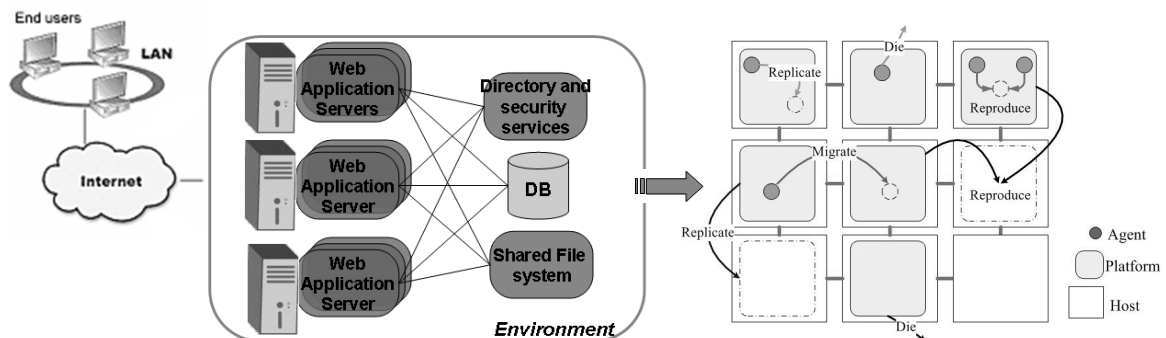 End users
LAN
Internet
Web
Application
Servers
Web
Application
Server
Web
Application
Server
Directory and
security
services
DB
Shared File
system
Environment
Die
Replicate
Reproduce
Migrate
Reproduce
Replicate
Die
Agent
Platform
Host